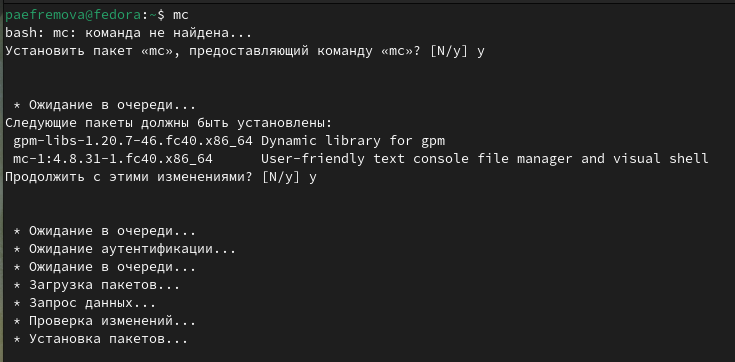 paefremova@fedora:~$ mc
bash: mc: команда не найдена...
Установить пакет «mc», предоставляющий команду «mc»? [N/y] y
* Ожидание в очереди...
Следующие пакеты должны быть установлены:
gpm-libs-1.20.7-46.fc40.x86_64 Dynamic library for gpm
mc-1:4.8.31-1.fc40.x86_64 User-friendly text console file manager and visual shell
Продолжить с этими изменениями? [N/y] y
* Ожидание в очереди...
* Ожидание аутентификации...
* Ожидание в очереди...
* Загрузка пакетов...
* Запрос данных...
* Проверка изменений...
* Установка пакетов...